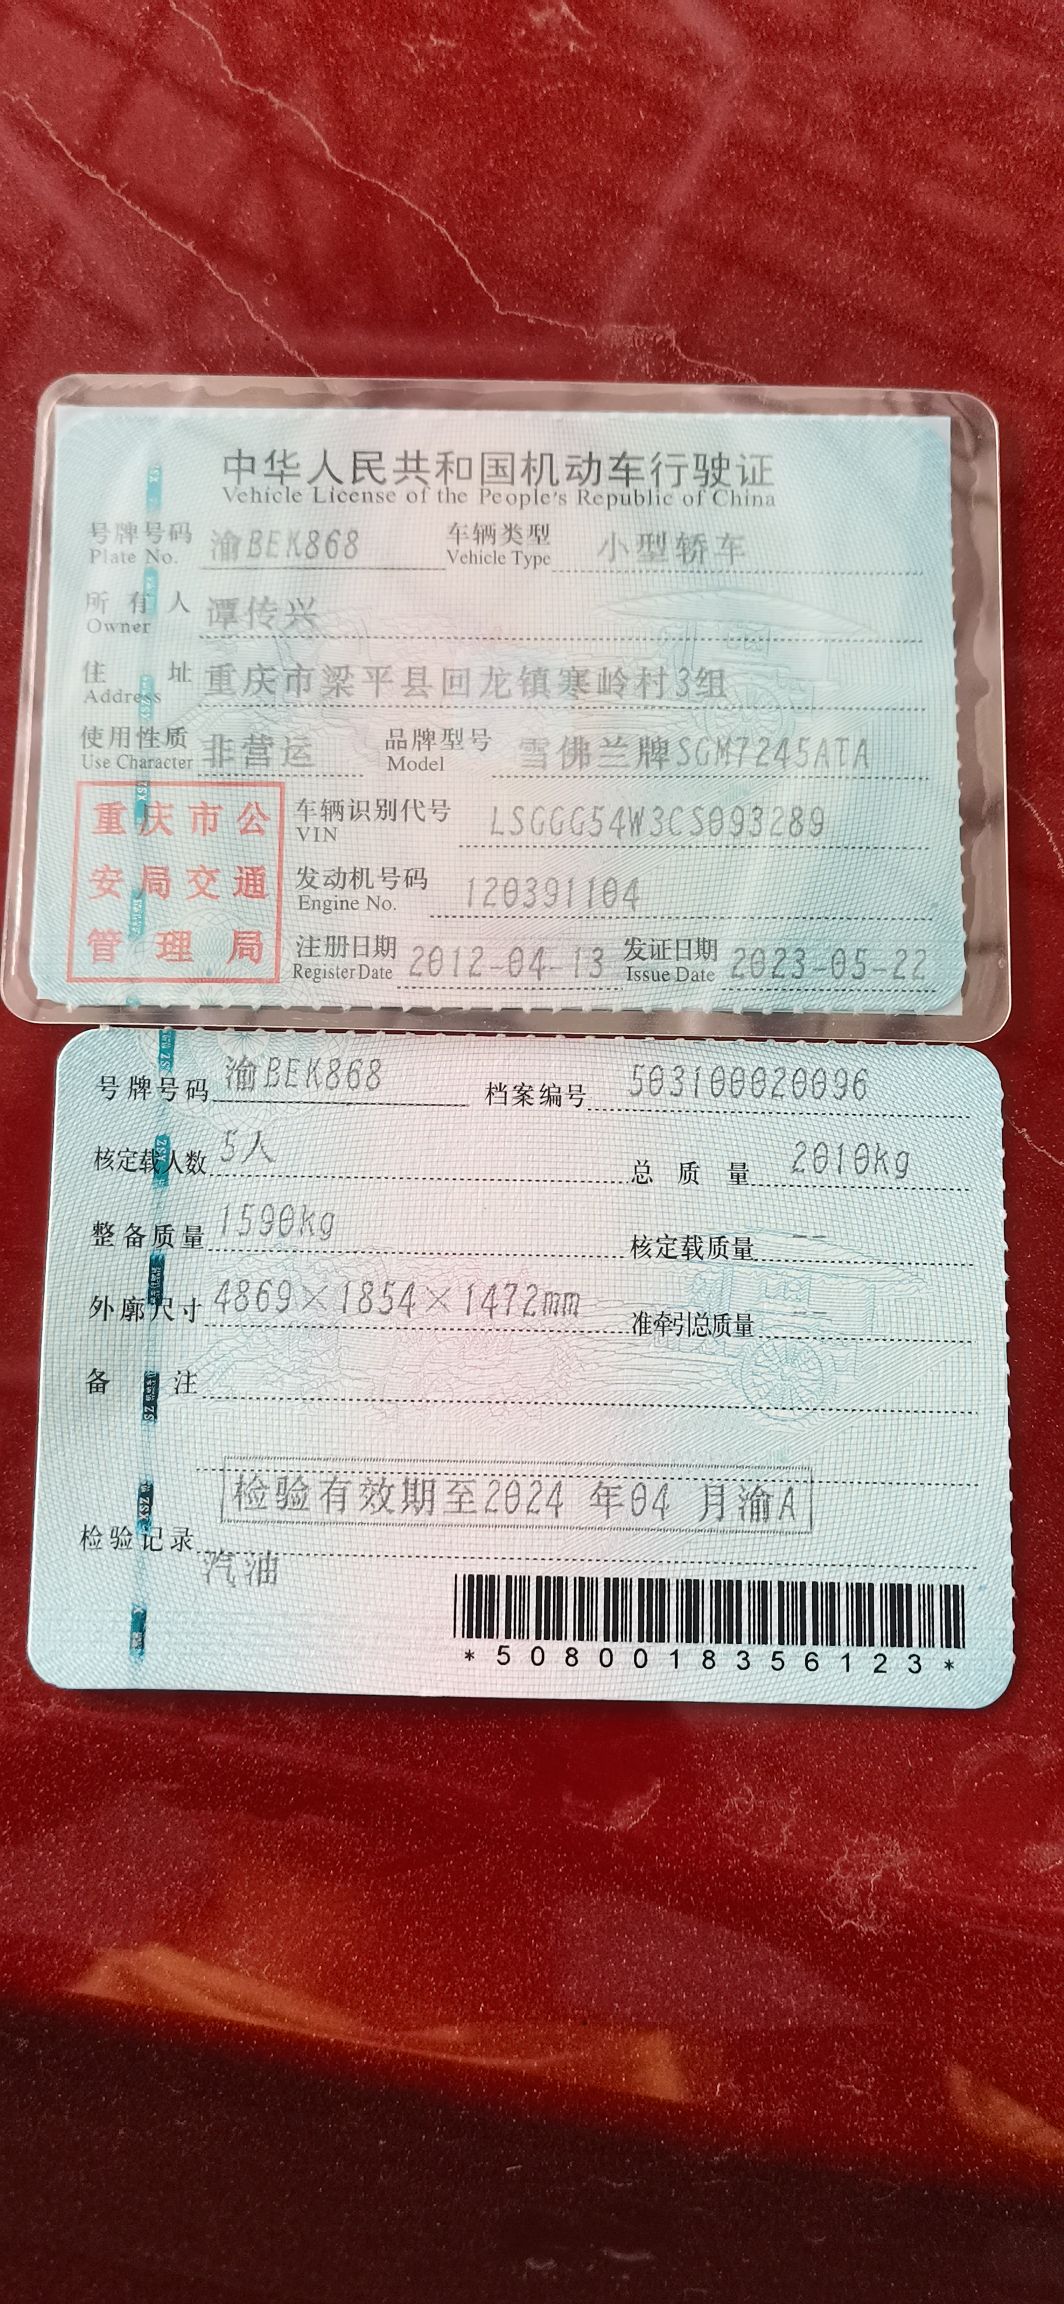 中华人民共和国机动车行驶证
Vehicle License of the People's Republic of China
号牌号码 渝BEK868 车辆类型 小型轿车
Plate No. Vehicle Type
所有人 谭传兴
Owner
住址 重庆市梁平县回龙镇寨岭村3组
Address
使用性质 非营运 品牌型号 雪佛兰牌SGM7245ATA
Use Character Model
重庆市公
安局交通
管理局
车辆识别代号 LSGGG54W3CS093289
VIN
发动机号码 120391104
Engine No.
注册日期 2012-04-13 发证日期 2023-05-22
Register Date Issue Date
号牌号码 渝BEK868 档案编号 503100020096
核定载人数 5人 总质量 2010kg
整备质量 1590kg 核定载质量 --
外廓尺寸 4869×1854×1472mm 准牵引总质量 --
备注
检验有效期至2024 年04 月渝A
检验记录
汽油
*5080018356123*